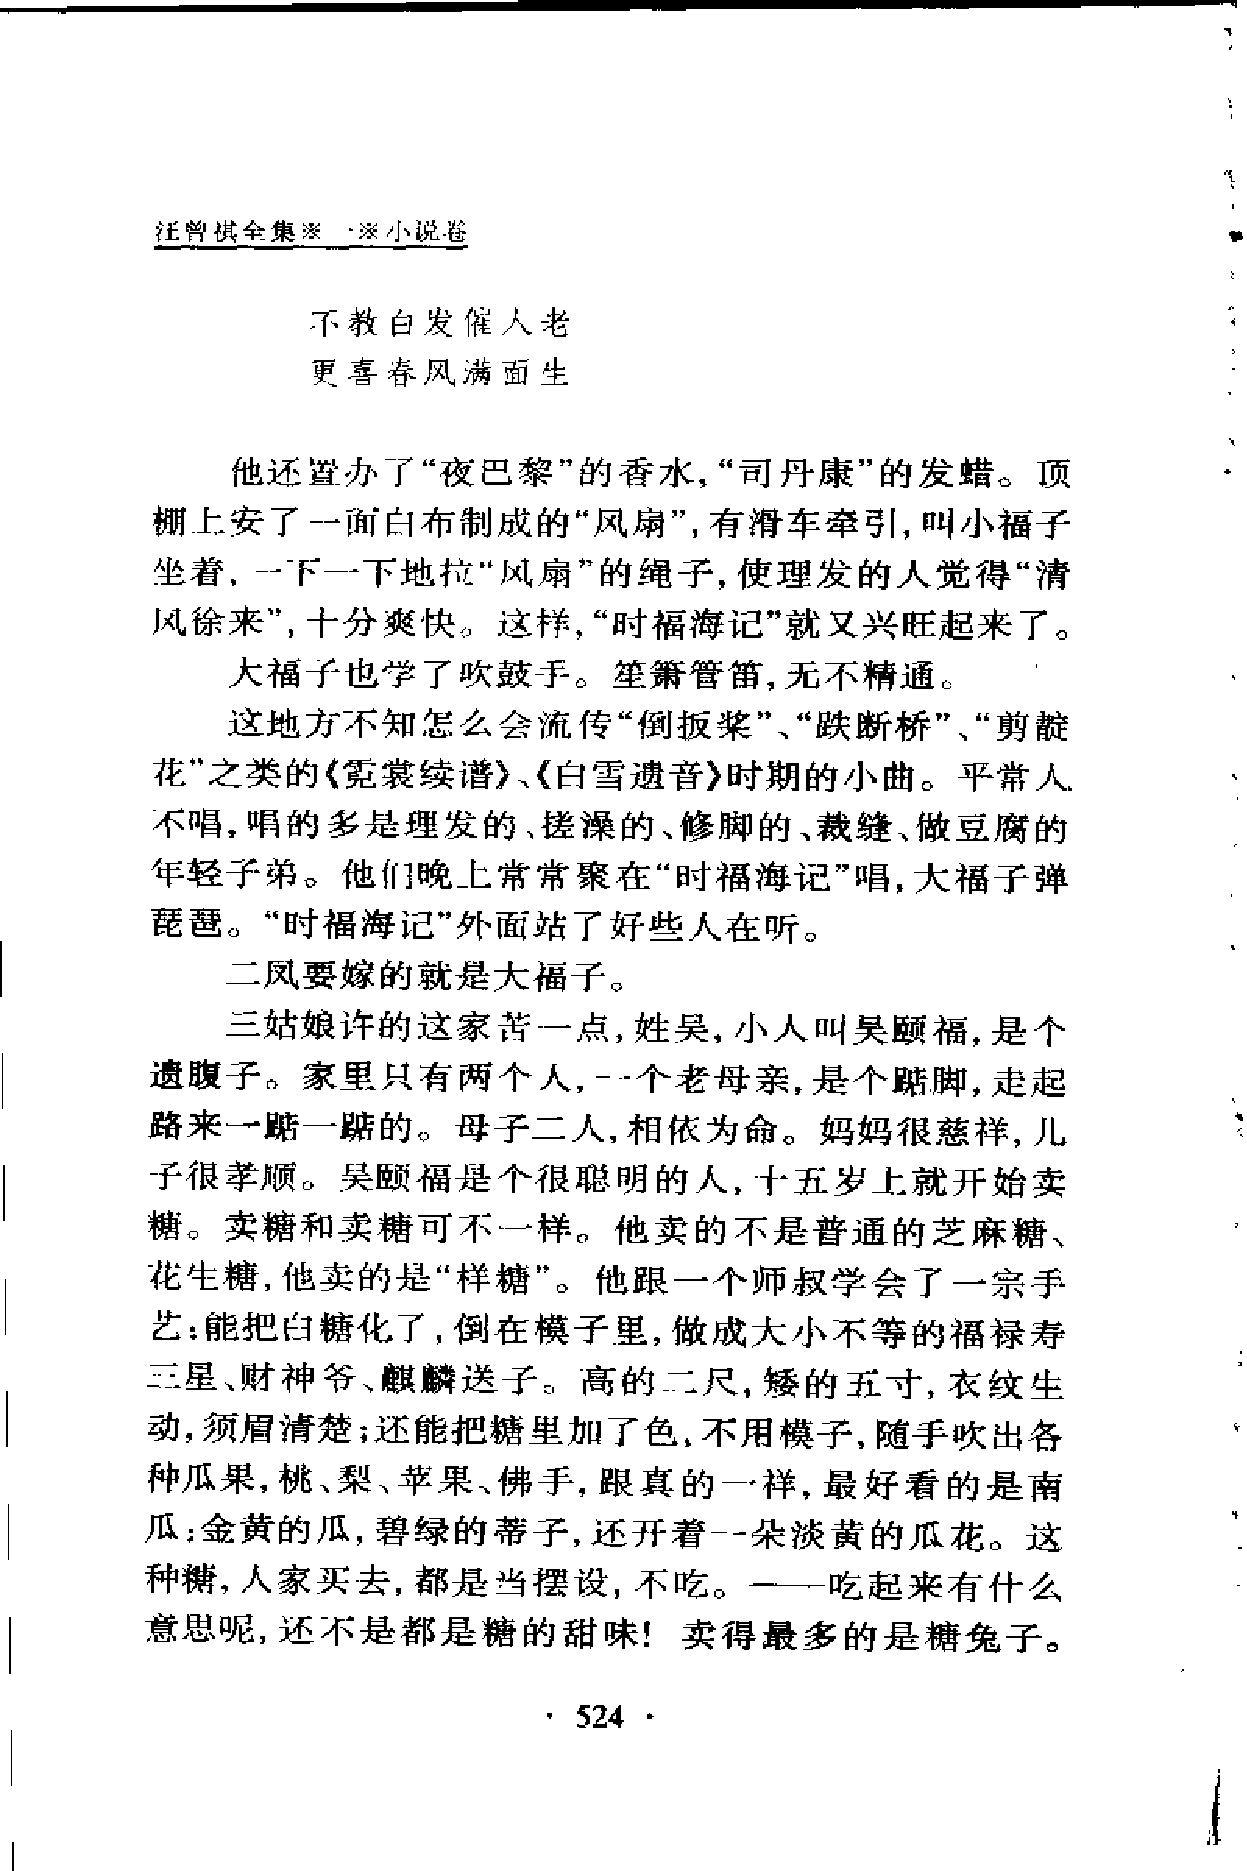 汪曾祺全集※一※小说卷
不教白发催人老
更喜春风满面生
他还置办了“夜巴黎”的香水,“司丹康”的发蜡。顶
棚上安了一面白布制成的“风扇”,有滑车牵引,叫小福子
坐着,一下一下地拉“风扇”的绳子,使理发的人觉得“清
风徐来”,十分爽快。这样,“时福海记”就又兴旺起来了。
大福子也学了吹鼓手。笙箫管笛,无不精通。
这地方不知怎么会流传“倒扳桨”、“跌断桥”、“剪靛
花”之类的《霓裳续谱》、《白雪遗音》时期的小曲。平常人
不唱,唱的多是理发的、搓澡的、修脚的、裁缝、做豆腐的
年轻子弟。他们晚上常常聚在“时福海记”唱,大福子弹
琵琶。“时福海记”外面站了好些人在听。
二凤要嫁的就是大福子。
三姑娘许的这家苦一点,姓吴,小人叫吴颐福,是个
遗腹子。家里只有两个人,一个老母亲,是个踮脚,走起
路来一踮一踮的。母子二人,相依为命。妈妈很慈祥,儿
子很孝顺。吴颐福是个很聪明的人,十五岁上就开始卖
糖。卖糖和卖糖可不一样。他卖的不是普通的芝麻糖、
花生糖,他卖的是“样糖”。他跟一个师叔学会了一宗手
艺:能把白糖化了,倒在模子里,做成大小不等的福禄寿
三星、财神爷、麒麟送子。高的二尺,矮的五寸,衣纹生
动,须眉清楚;还能把糖里加了色,不用模子,随手吹出各
种瓜果,桃、梨、苹果、佛手,跟真的一样,最好看的是南
瓜:金黄的瓜,碧绿的蒂子,还开着一朵淡黄的瓜花。这
种糖,人家买去,都是当摆设,不吃。——吃起来有什么
意思呢,还不是都是糖的甜味!卖得最多的是糖兔子。
· 524 ·